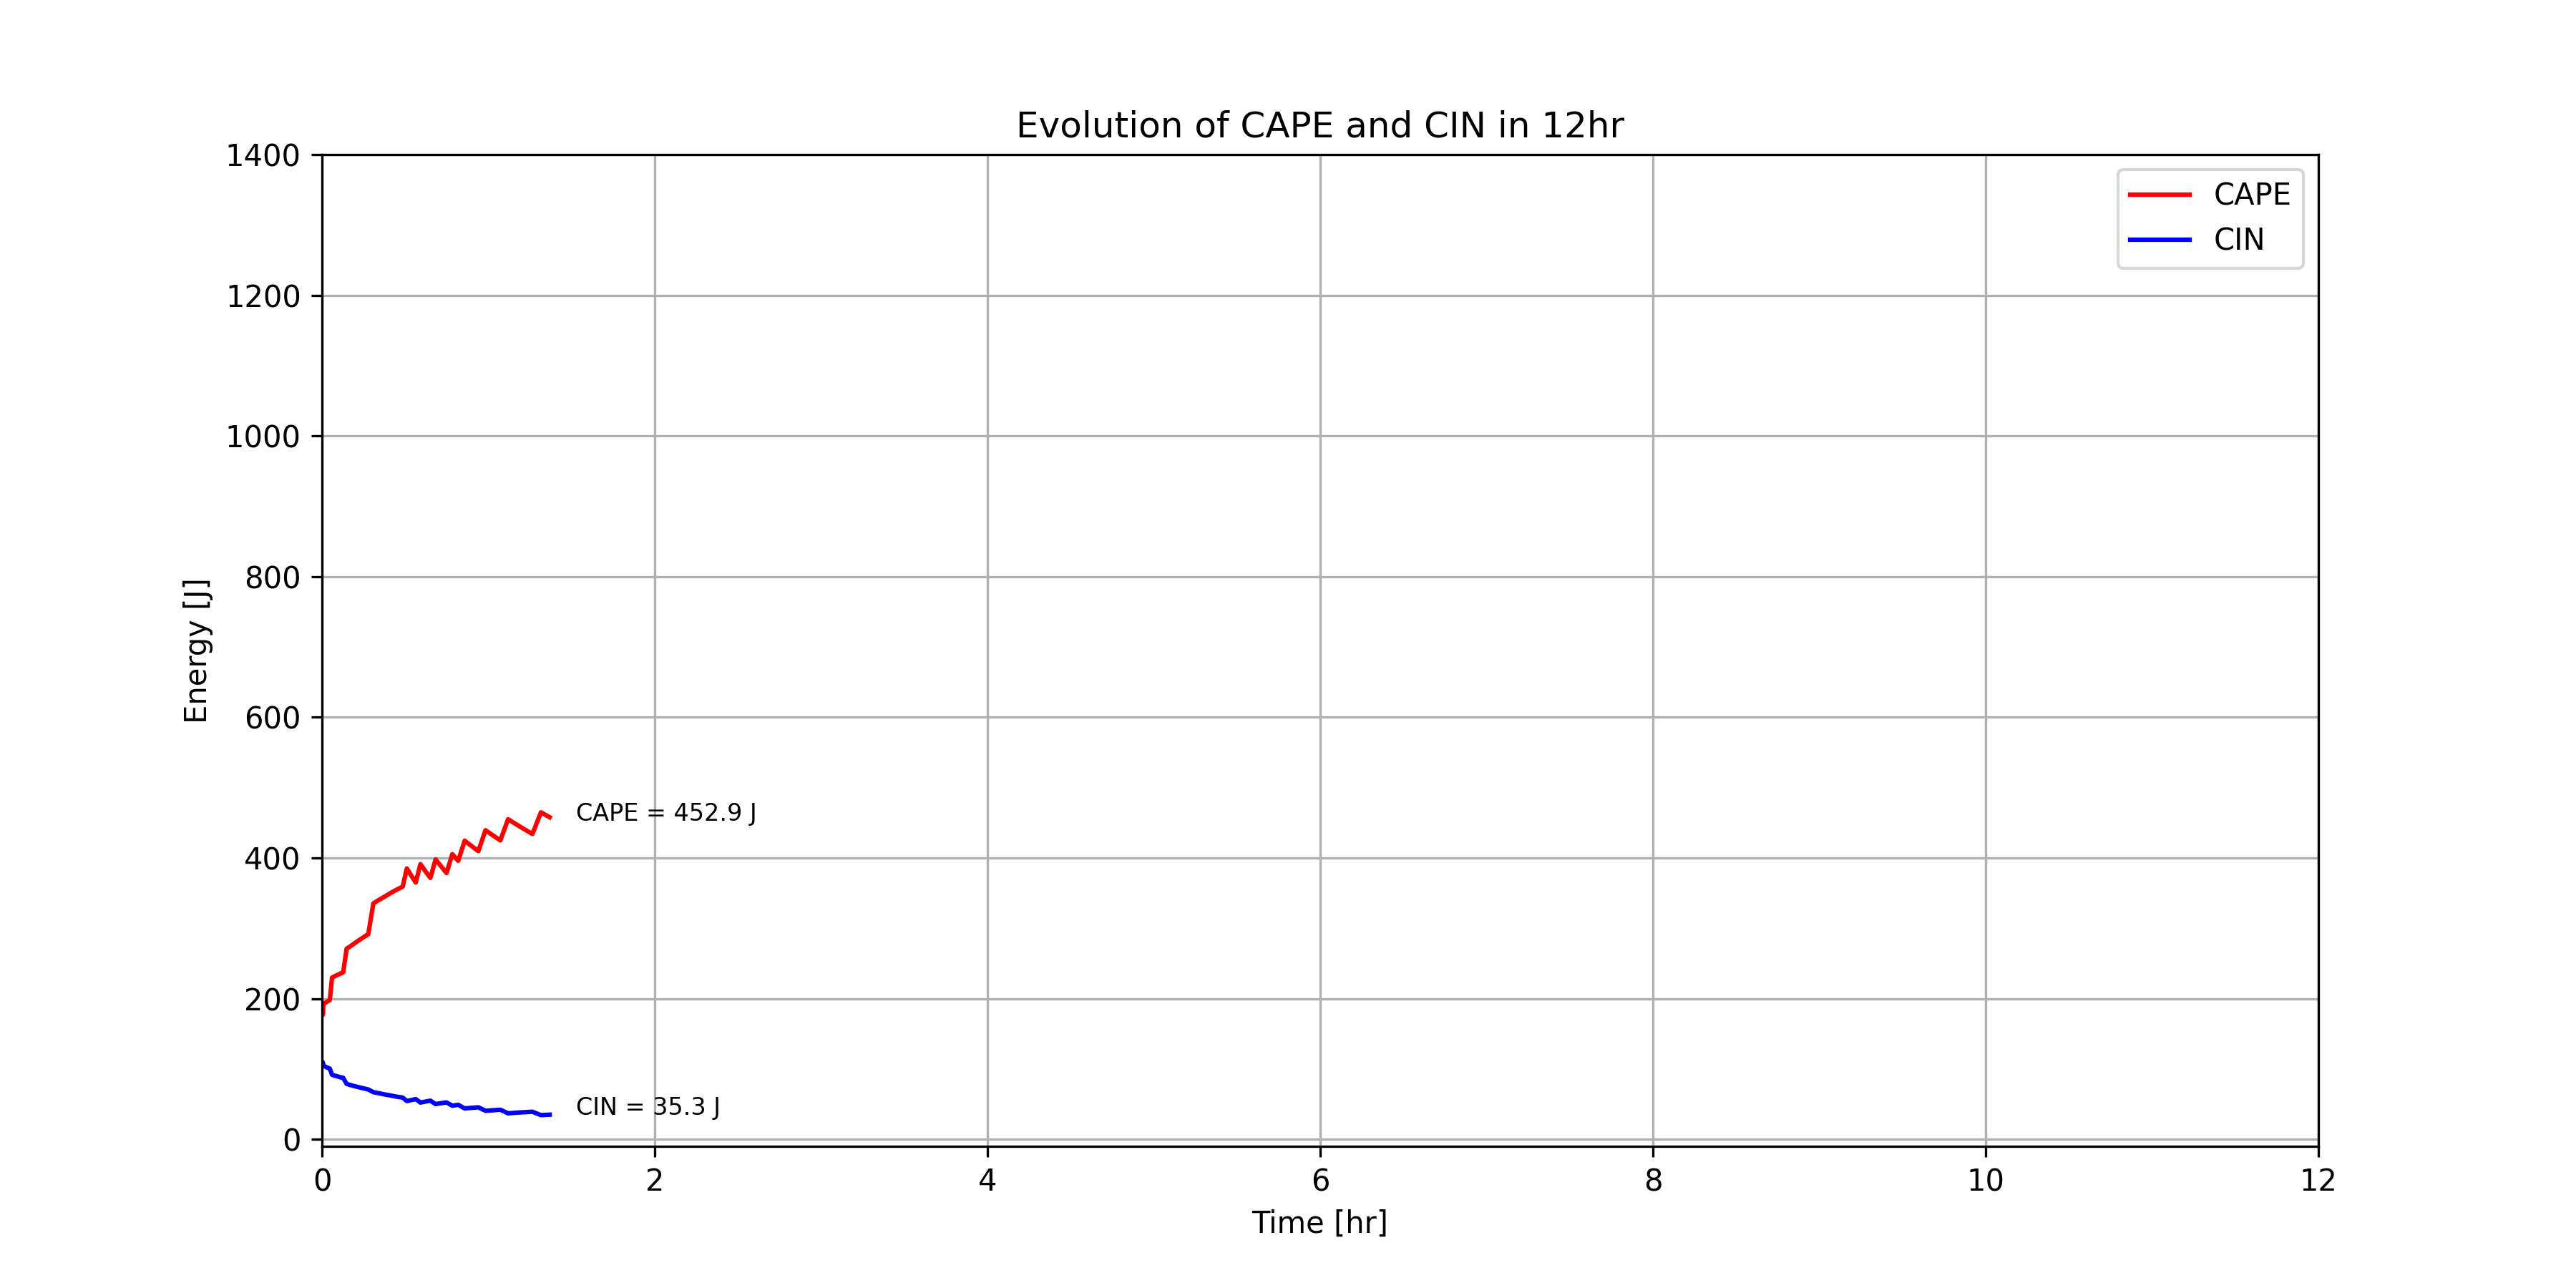 Evolution of CAPE and CIN in 12hr
1400
1200
1000
800
600
400
200
0
Energy [J]
CAPE
CIN
CAPE = 452.9 J
CIN = 35.3 J
0 2 4 6 8 10 12
Time [hr]